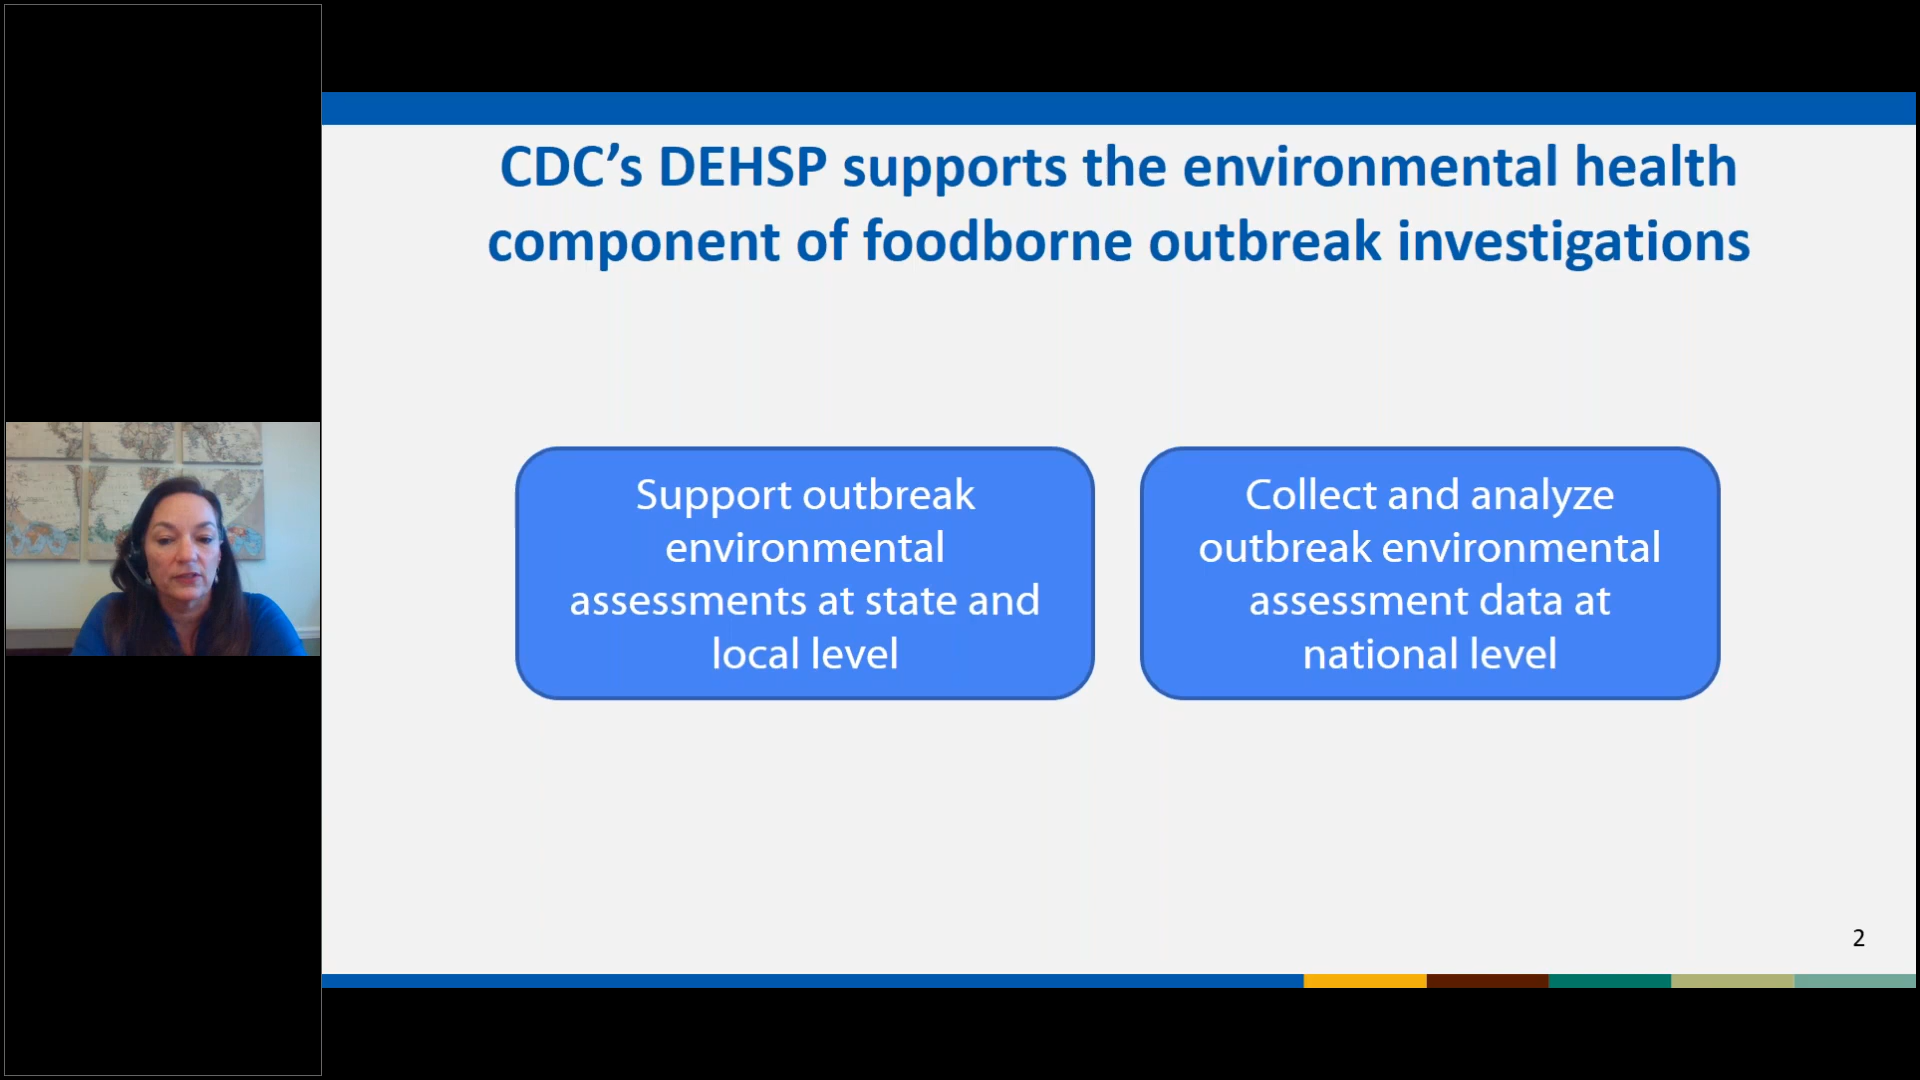 CDC’s DEHSP supports the environmental health
component of foodborne outbreak investigations
Support outbreak
environmental
assessments at state and
local level
Collect and analyze
outbreak environmental
assessment data at
national level
2